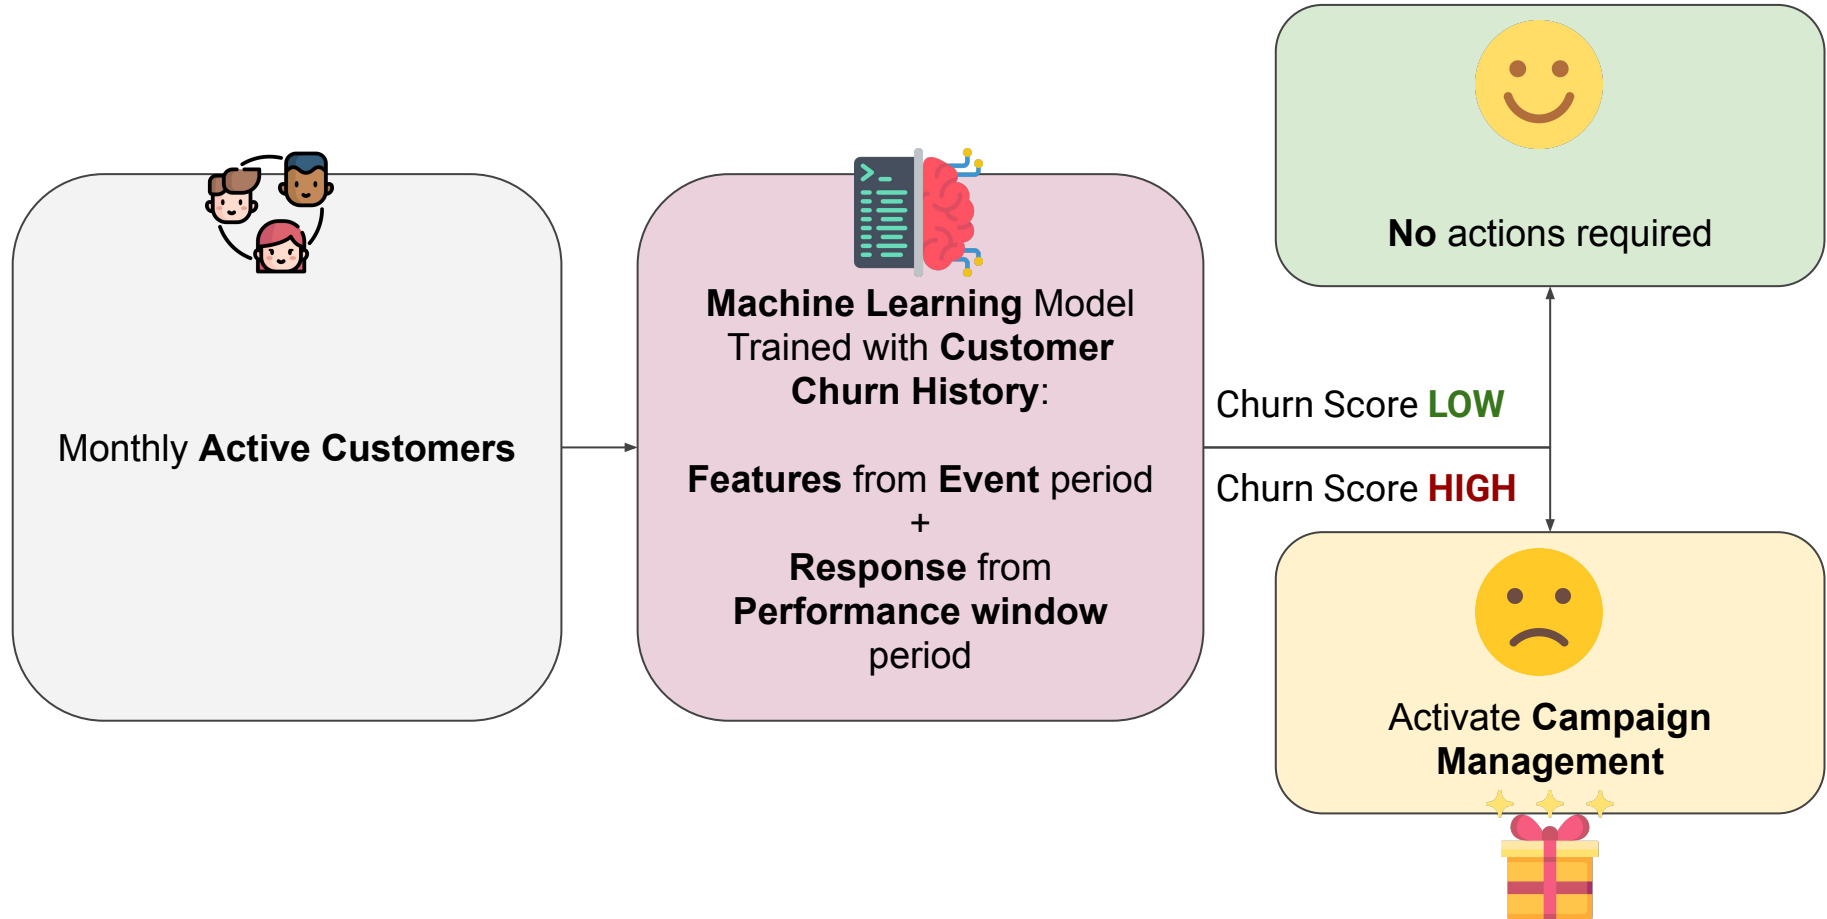 Monthly Active Customers
Machine Learning Model
Trained with Customer
Churn History:
Features from Event period
+
Response from
Performance window
period
Churn Score LOW
Churn Score HIGH
No actions required
Activate Campaign
Management